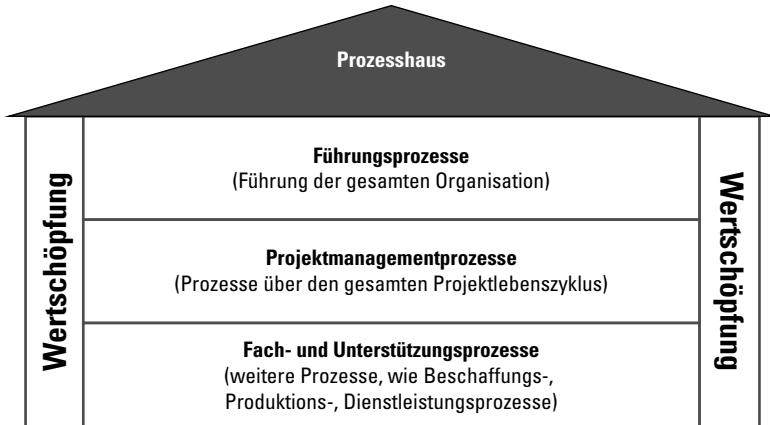 Prozesshaus
Wertschöpfung
Führungsprozesse
(Führung der gesamten Organisation)
Projektmanagementprozesse
(Prozesse über den gesamten Projektlebenszyklus)
Fach- und Unterstützungsprozesse
(weitere Prozesse, wie Beschaffungs-,
Produktions-, Dienstleistungsprozesse)
Wertschöpfung